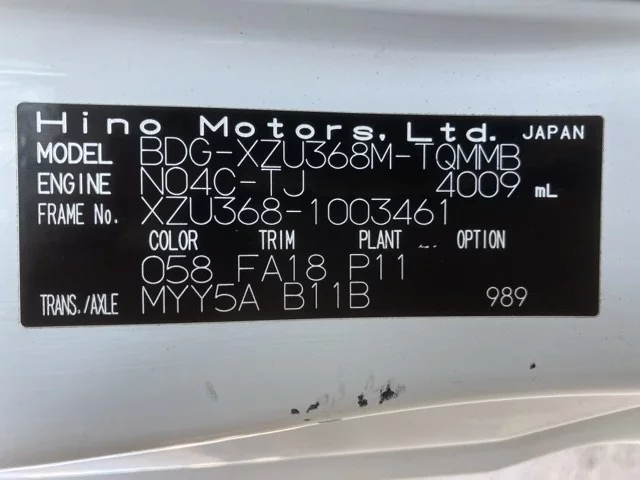 Hino Motors, Ltd. JAPAN
MODEL BDG-XZU368M-TQMMB
ENGINE N04C-TJ 4009 mL
FRAME No. XZU368-1003461
COLOR TRIM PLANT OPTION
058 FA18 P11
TRANS./AXLE MYY5A B11B 989